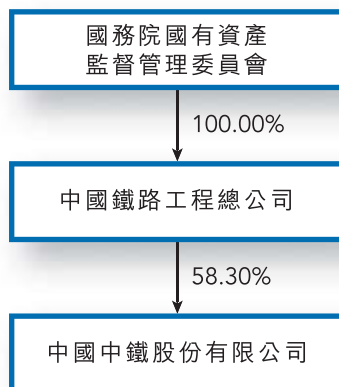 國務院國有資產
監督管理委員會
100.00%
中國鐵路工程總公司
58.30%
中國中鐵股份有限公司